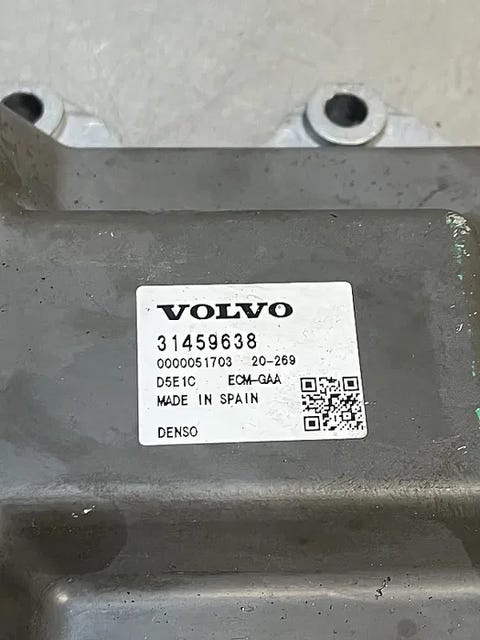 VOLVO
31459638
0000051703 20-269
D5E1C ECM-GAA
MADE IN SPAIN
DENSO